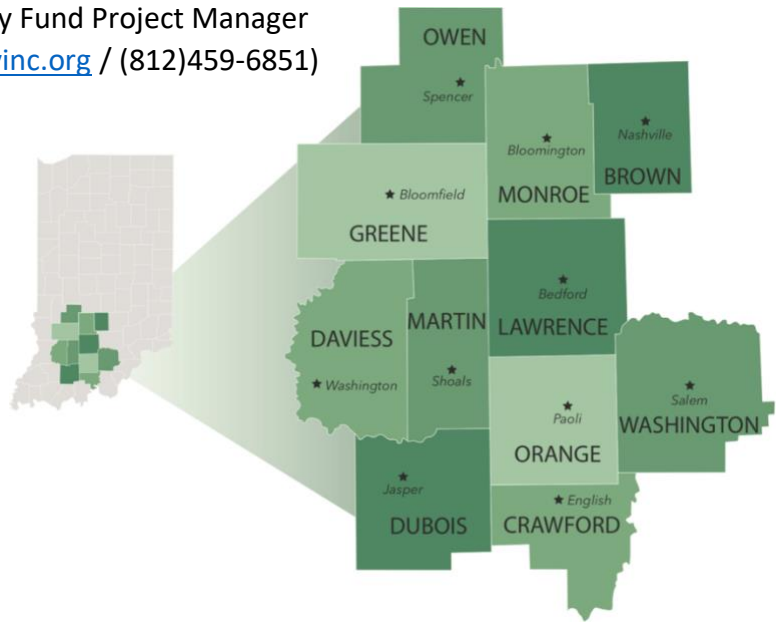 y Fund Project Manager
inc.org / (812)459-6851)
OWEN
Spencer
Nashville
Bloomington
BROWN
MONROE
Bloomfield
GREENE
Bedford
LAWRENCE
MARTIN
DAVIESS
Shoals
Washington
Salem
WASHINGTON
Paoli
ORANGE
Jasper
DUBOIS
English
CRAWFORD